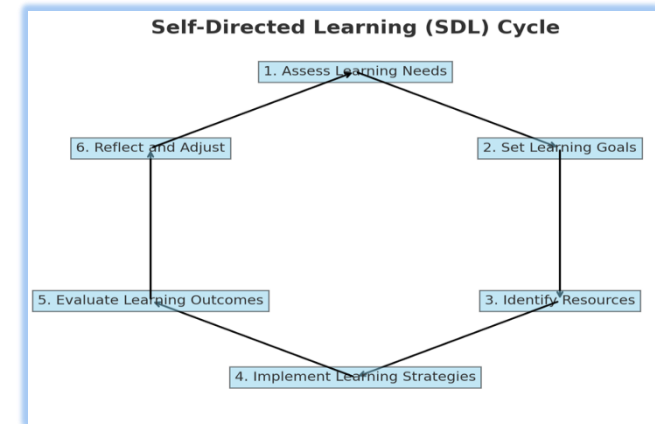 Self-Directed Learning (SDL) Cycle
1. Assess Learning Needs
2. Set Learning Goals
3. Identify Resources
4. Implement Learning Strategies
5. Evaluate Learning Outcomes
6. Reflect and Adjust